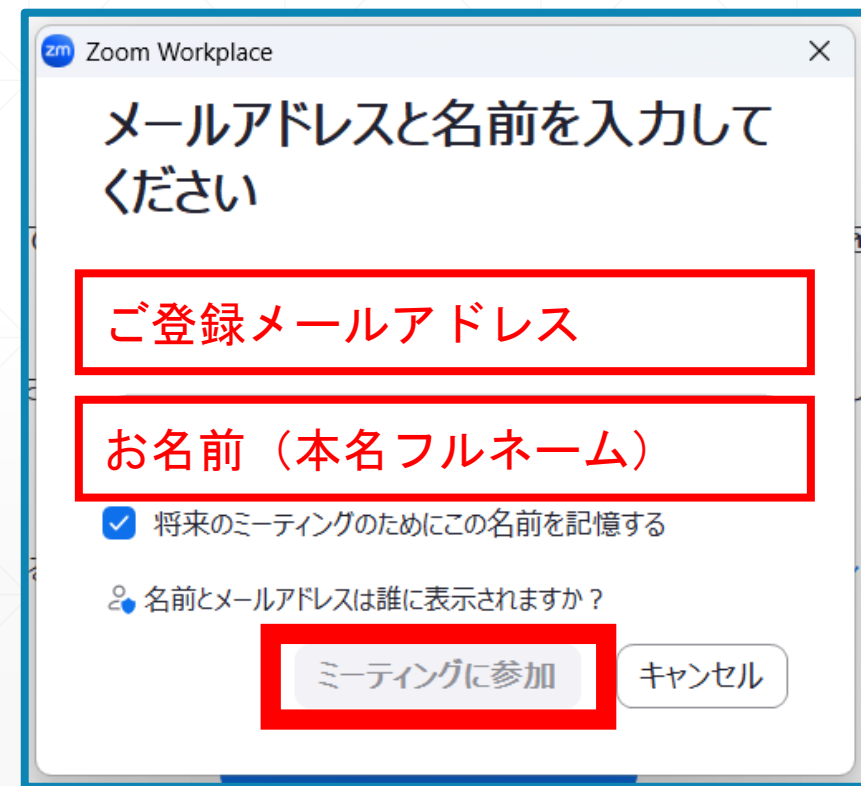 zm Zoom Workplace
メールアドレスと名前を入力して
ください
ご登録メールアドレス
お名前（本名フルネーム）
将来のミーティングのためにこの名前を記憶する
名前とメールアドレスは誰に表示されますか？
ミーティングに参加 キャンセル